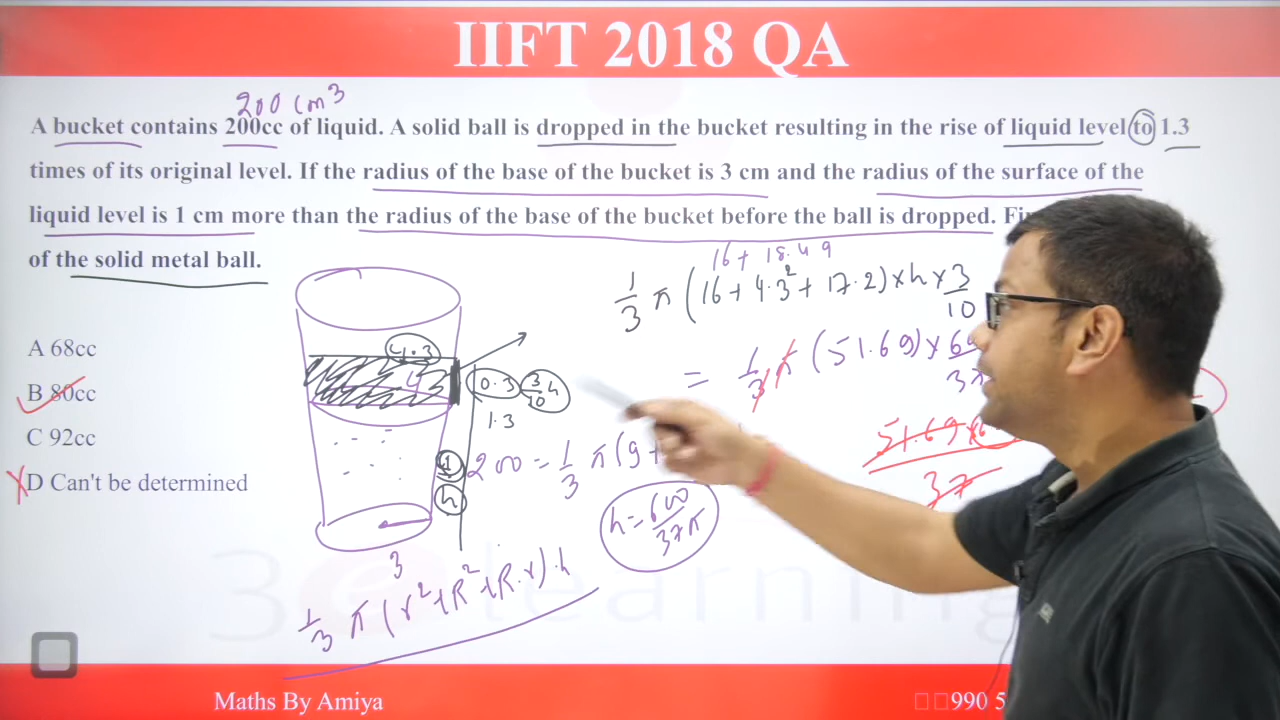 IIFT 2018 QA
200 cm³
A bucket contains 200cc of liquid. A solid ball is dropped in the bucket resulting in the rise of liquid level to 1.3
times of its original level. If the radius of the base of the bucket is 3 cm and the radius of the surface of the
liquid level is 1 cm more than the radius of the base of the bucket before the ball is dropped.
of the solid metal ball.
16+ 18.49
1/3 π (16 + 4.3² + 17.2) × h × 3/10
A 68cc
B 80cc
C 92cc
D Can't be determined
= 1/3 π (51.69) ×
4.3
4
0.3 3/10 h
1.3
1
h
200 = 1/3 π (9+
h = 600/37π
51.69 ×
37
3
1/3 π (r² + R² + R.r) . h
3 e learning
Maths By Amiya
990 5